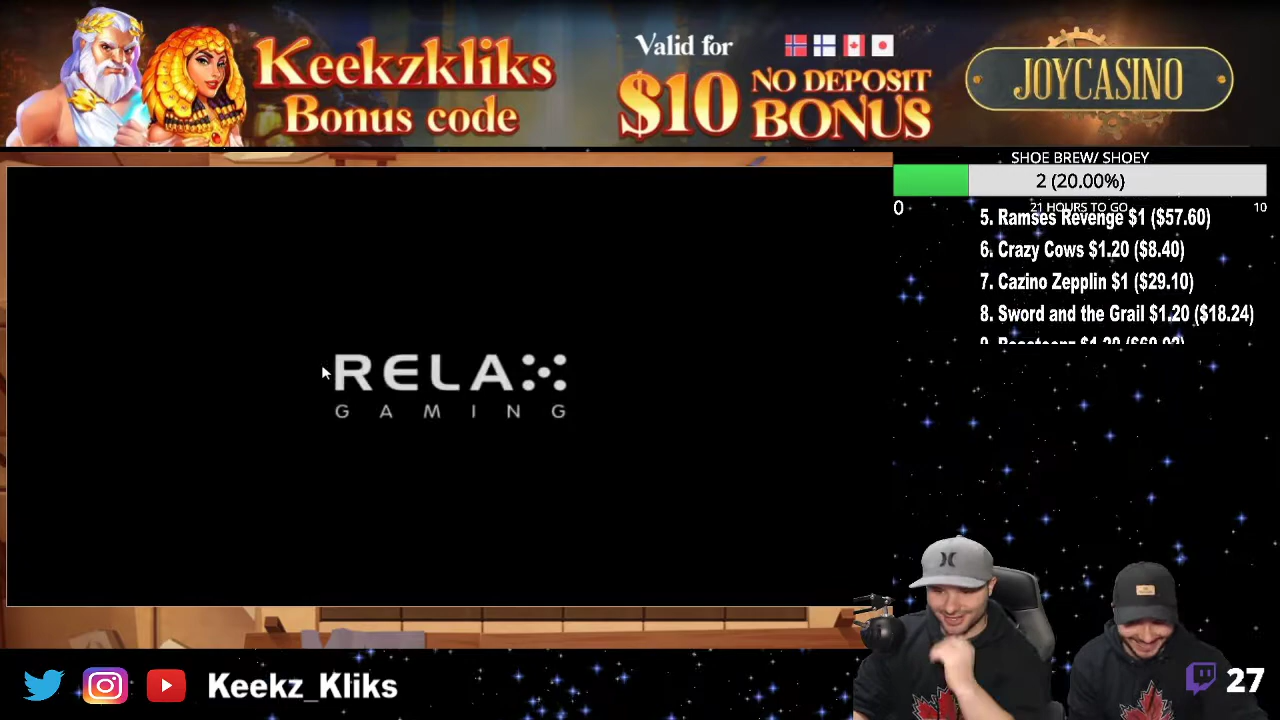 Keekzkliks
Bonus code
Valid for
$10 NO DEPOSIT
BONUS
JOYCASINO
SHOE BREW/ SHOEY
2 (20.00%)
0
21 HOURS TO GO
10
5. Ramses Revenge $1 ($57.60)
6. Crazy Cows $1.20 ($8.40)
7. Cazino Zepplin $1 ($29.10)
8. Sword and the Grail $1.20 ($18.24)
RELAX
GAMING
Keekz_Kliks
27